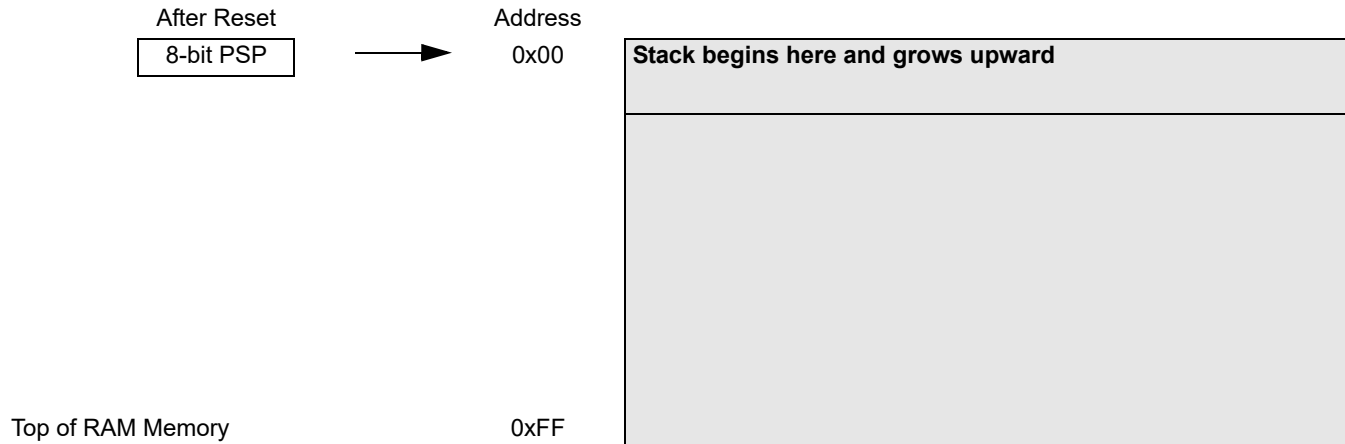 After Reset
Address
8-bit PSP
0x00
Stack begins here and grows upward
Top of RAM Memory
0xFF